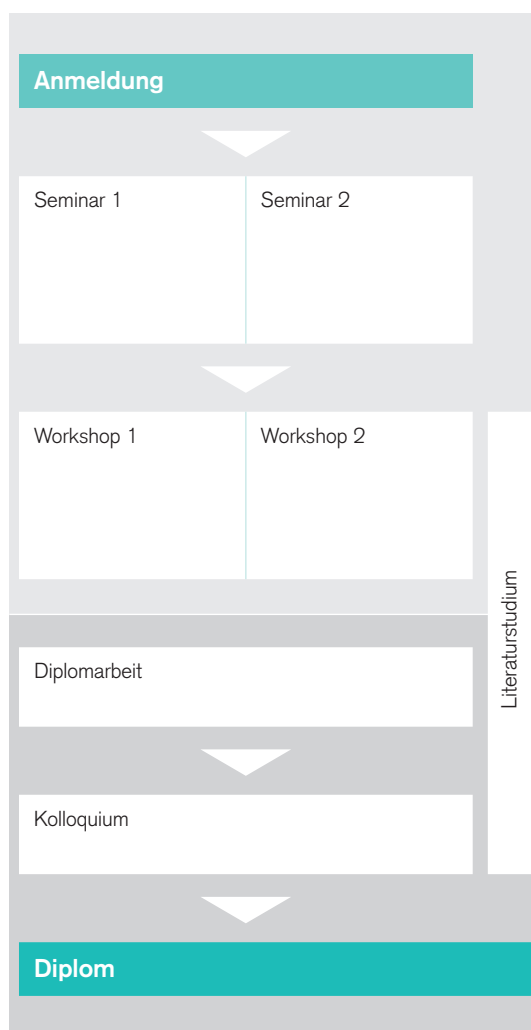 Anmeldung
Seminar 1
Seminar 2
Workshop 1
Workshop 2
Literaturstudium
Diplomarbeit
Kolloquium
Diplom